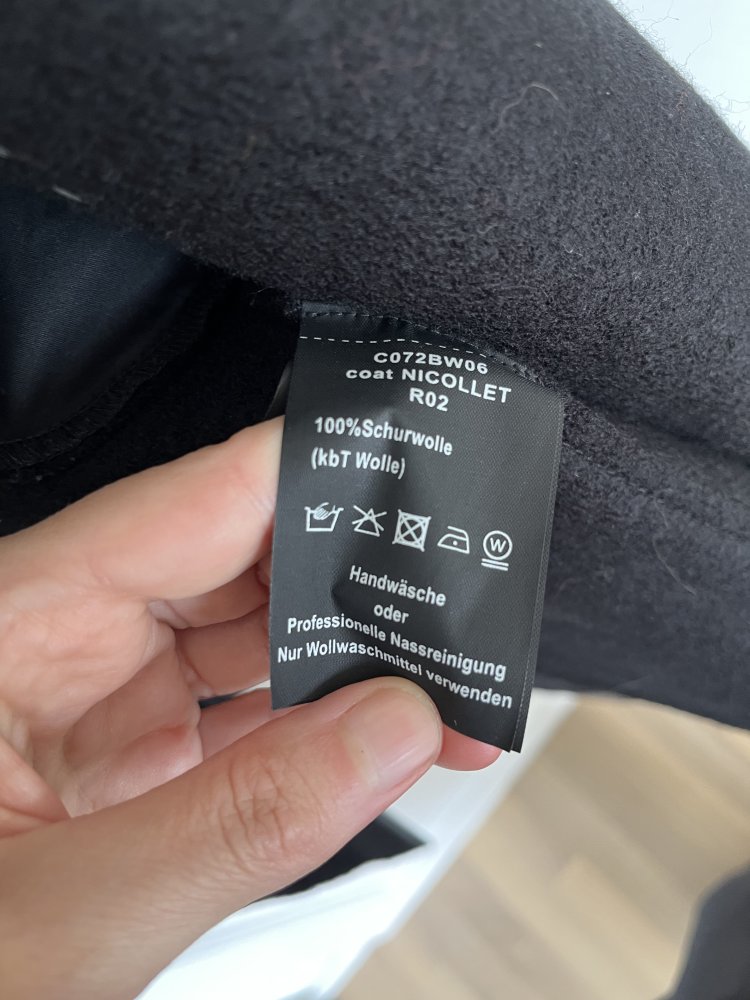 C072BW06
coat NICOLLET
R02
100%Schurwolle
(kbT Wolle)
W
Handwäsche
oder
Professionelle Nassreinigung
Nur Wollwaschmittel verwenden